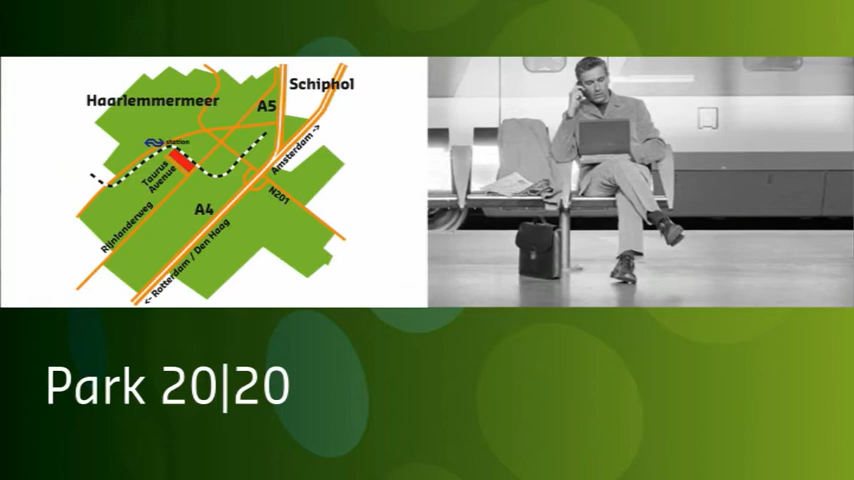 Schiphol
Haarlemmermeer
A5
station
Amsterdam ->
Taurus
Avenue
N201
A4
Rijnlanderweg
<- Rotterdam / Den Haag
Park 20|20